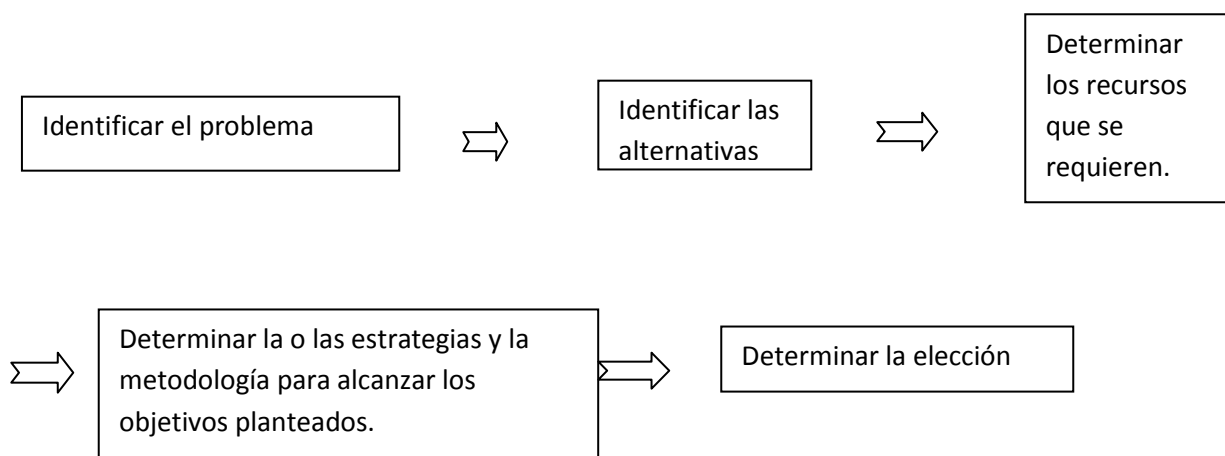 Identificar el problema
Identificar las
alternativas
Determinar
los recursos
que se
requieren.
Determinar la o las estrategias y la
metodología para alcanzar los
objetivos planteados.
Determinar la elección